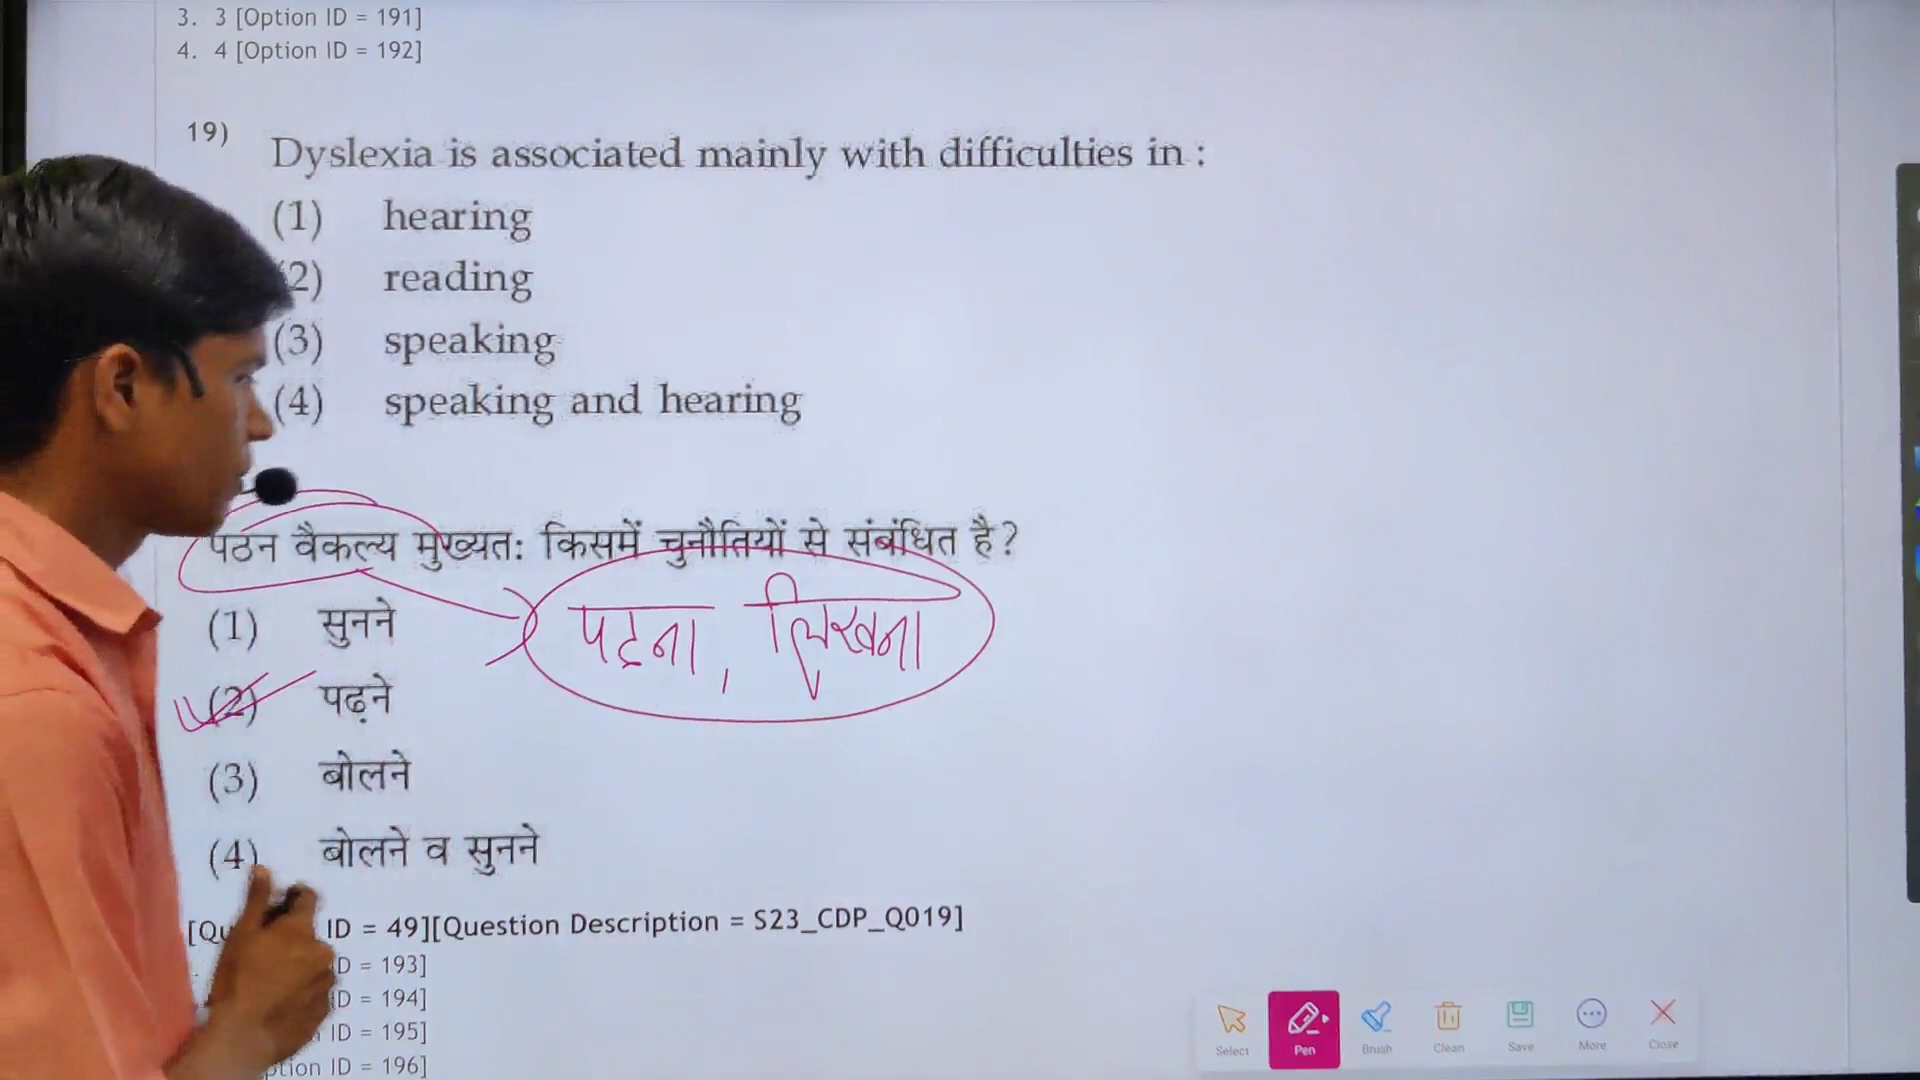 3. 3 [Option ID = 191]
4. 4 [Option ID = 192]
19) Dyslexia is associated mainly with difficulties in :
(1) hearing
2) reading
(3) speaking
(4) speaking and hearing
पठन वैकल्य मुख्यतः किसमें चुनौतियों से संबंधित है?
(1) सुनने
पढ़ना, लिखना
(2) पढ़ने
(3) बोलने
(4) बोलने व सुनने
[Qu ID = 49][Question Description = S23_CDP_Q019]
D = 193]
D = 194]
ID = 195]
ption ID = 196]
Select Pen Brush Clean Save More Close